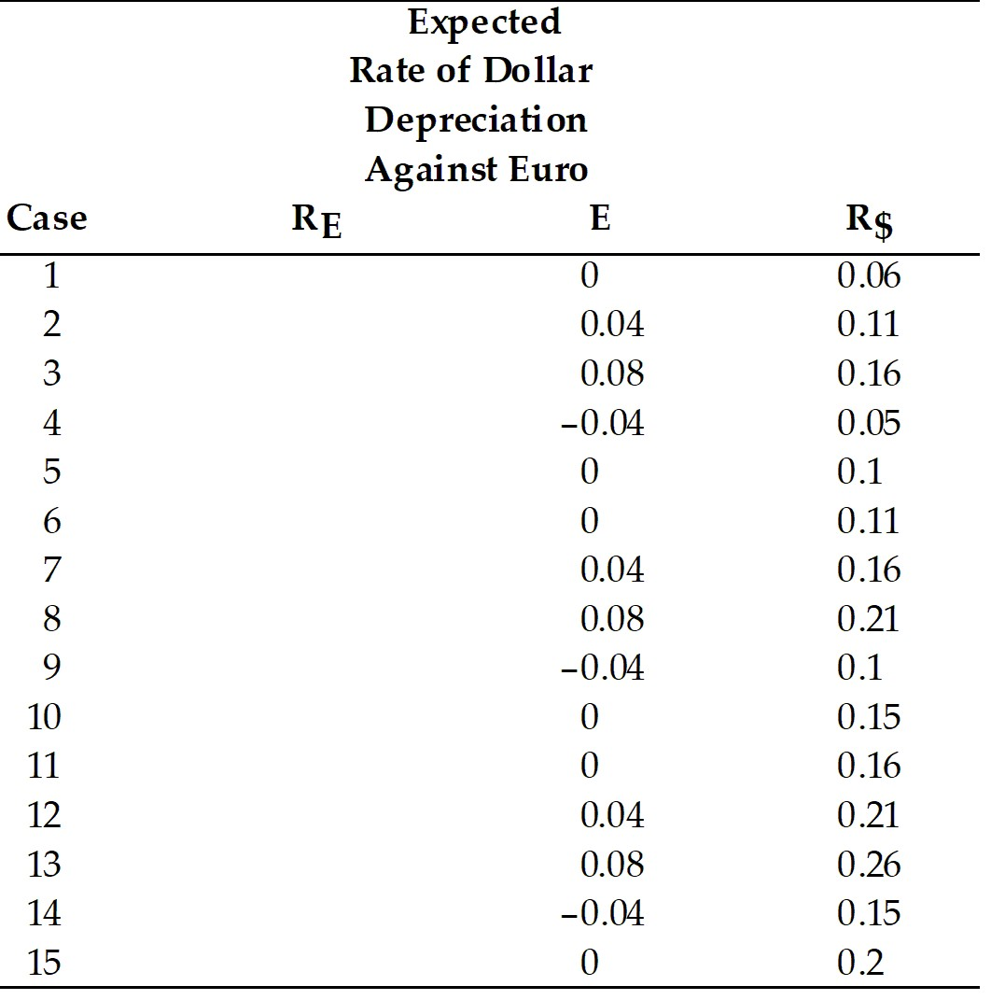 Expected
Rate of Dollar
Depreciation
Against Euro
Case RE E R$
1 0 0.06
2 0.04 0.11
3 0.08 0.16
4 −0.04 0.05
5 0 0.1
6 0 0.11
7 0.04 0.16
8 0.08 0.21
9 −0.04 0.1
10 0 0.15
11 0 0.16
12 0.04 0.21
13 0.08 0.26
14 −0.04 0.15
15 0 0.2